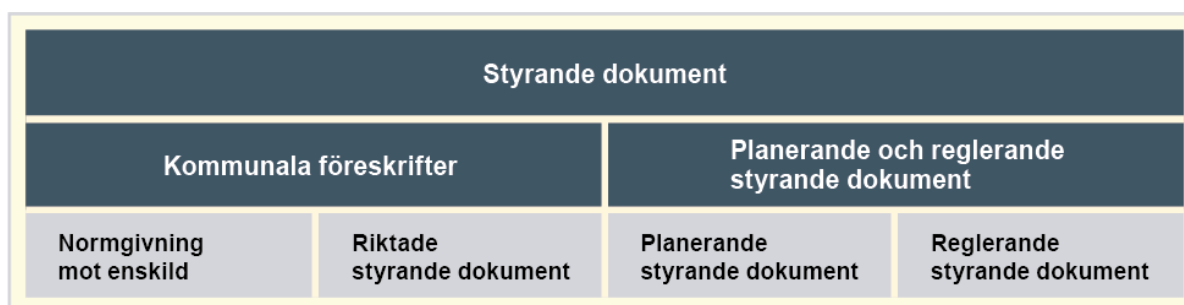 Styrande dokument
Kommunala föreskrifter
Planerande och reglerande
styrande dokument
Normgivning
mot enskild
Riktade
styrande dokument
Planerande
styrande dokument
Reglerande
styrande dokument